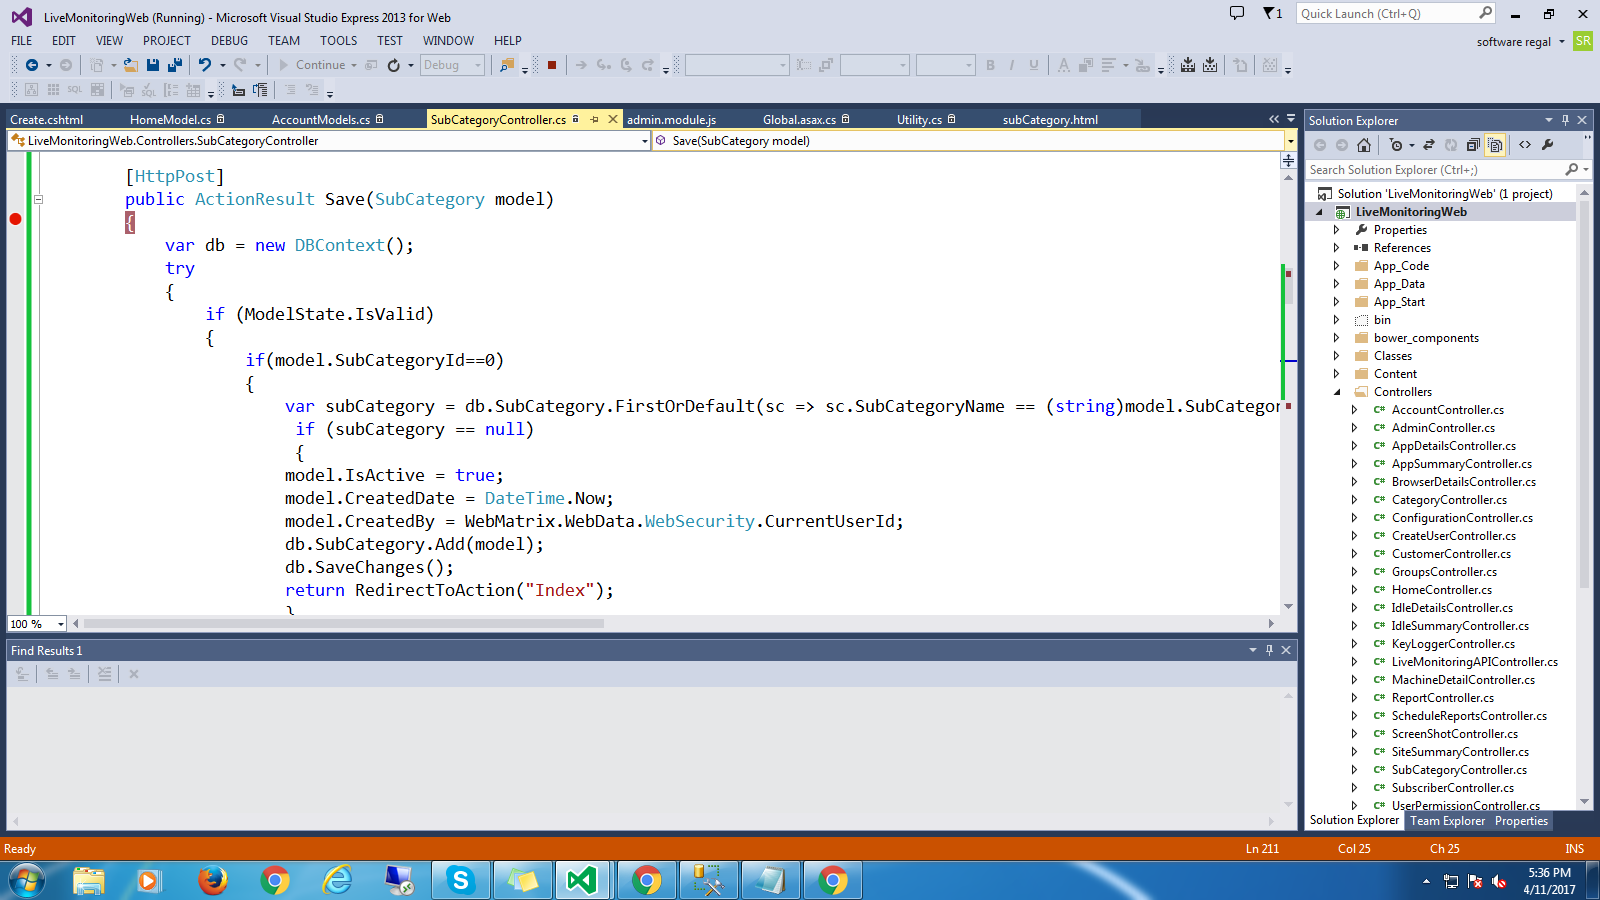 LiveMonitoringWeb (Running) - Microsoft Visual Studio Express 2013 for Web
1
Quick Launch (Ctrl+Q)
FILE EDIT VIEW PROJECT DEBUG TEAM TOOLS TEST WINDOW HELP
software regal
SR
Continue
Debug
B I U
SQL
SQL
Create.cshtml HomeModel.cs AccountModels.cs SubCategoryController.cs admin.module.js Global.asax.cs Utility.cs subCategory.html
LiveMonitoringWeb.Controllers.SubCategoryController
Save(SubCategory model)
[HttpPost]
public ActionResult Save(SubCategory model)
{
var db = new DBContext();
try
{
if (ModelState.IsValid)
{
if(model.SubCategoryId==0)
{
var subCategory = db.SubCategory.FirstOrDefault(sc => sc.SubCategoryName == (string)model.SubCategor
if (subCategory == null)
{
model.IsActive = true;
model.CreatedDate = DateTime.Now;
model.CreatedBy = WebMatrix.WebData.WebSecurity.CurrentUserId;
db.SubCategory.Add(model);
db.SaveChanges();
return RedirectToAction("Index");
}
100 %
Find Results 1
Solution Explorer
Search Solution Explorer (Ctrl+;)
Solution 'LiveMonitoringWeb' (1 project)
LiveMonitoringWeb
Properties
References
App_Code
App_Data
App_Start
bin
bower_components
Classes
Content
Controllers
C# AccountController.cs
C# AdminController.cs
C# AppDetailsController.cs
C# AppSummaryController.cs
C# BrowserDetailsController.cs
C# CategoryController.cs
C# ConfigurationController.cs
C# CreateUserController.cs
C# CustomerController.cs
C# GroupsController.cs
C# HomeController.cs
C# IdleDetailsController.cs
C# IdleSummaryController.cs
C# KeyLoggerController.cs
C# LiveMonitoringAPIController.cs
C# MachineDetailController.cs
C# ReportController.cs
C# ScheduleReportsController.cs
C# ScreenShotController.cs
C# SiteSummaryController.cs
C# SubCategoryController.cs
C# SubscriberController.cs
C# UserPermissionController.cs
Solution Explorer Team Explorer Properties
Ready
Ln 211 Col 25 Ch 25 INS
5:36 PM
4/11/2017